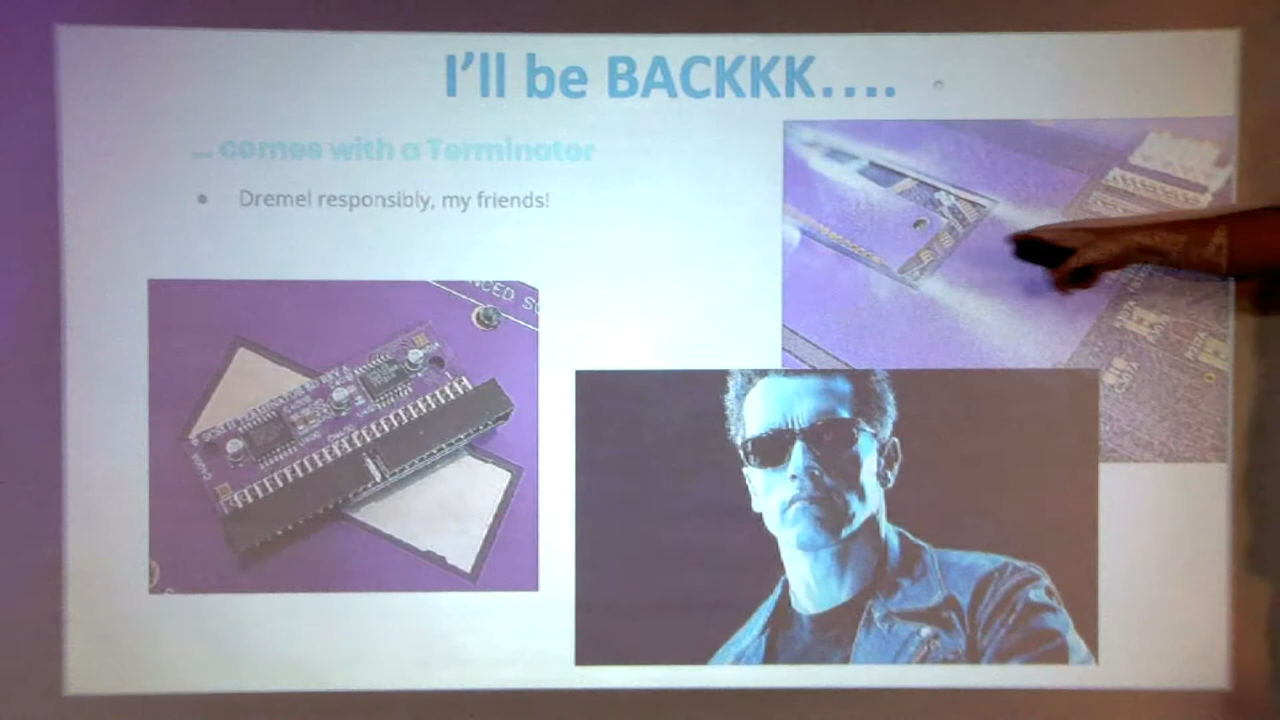 I'll be BACKKK....
... comes with a Terminator
• Dremel responsibly, my friends!